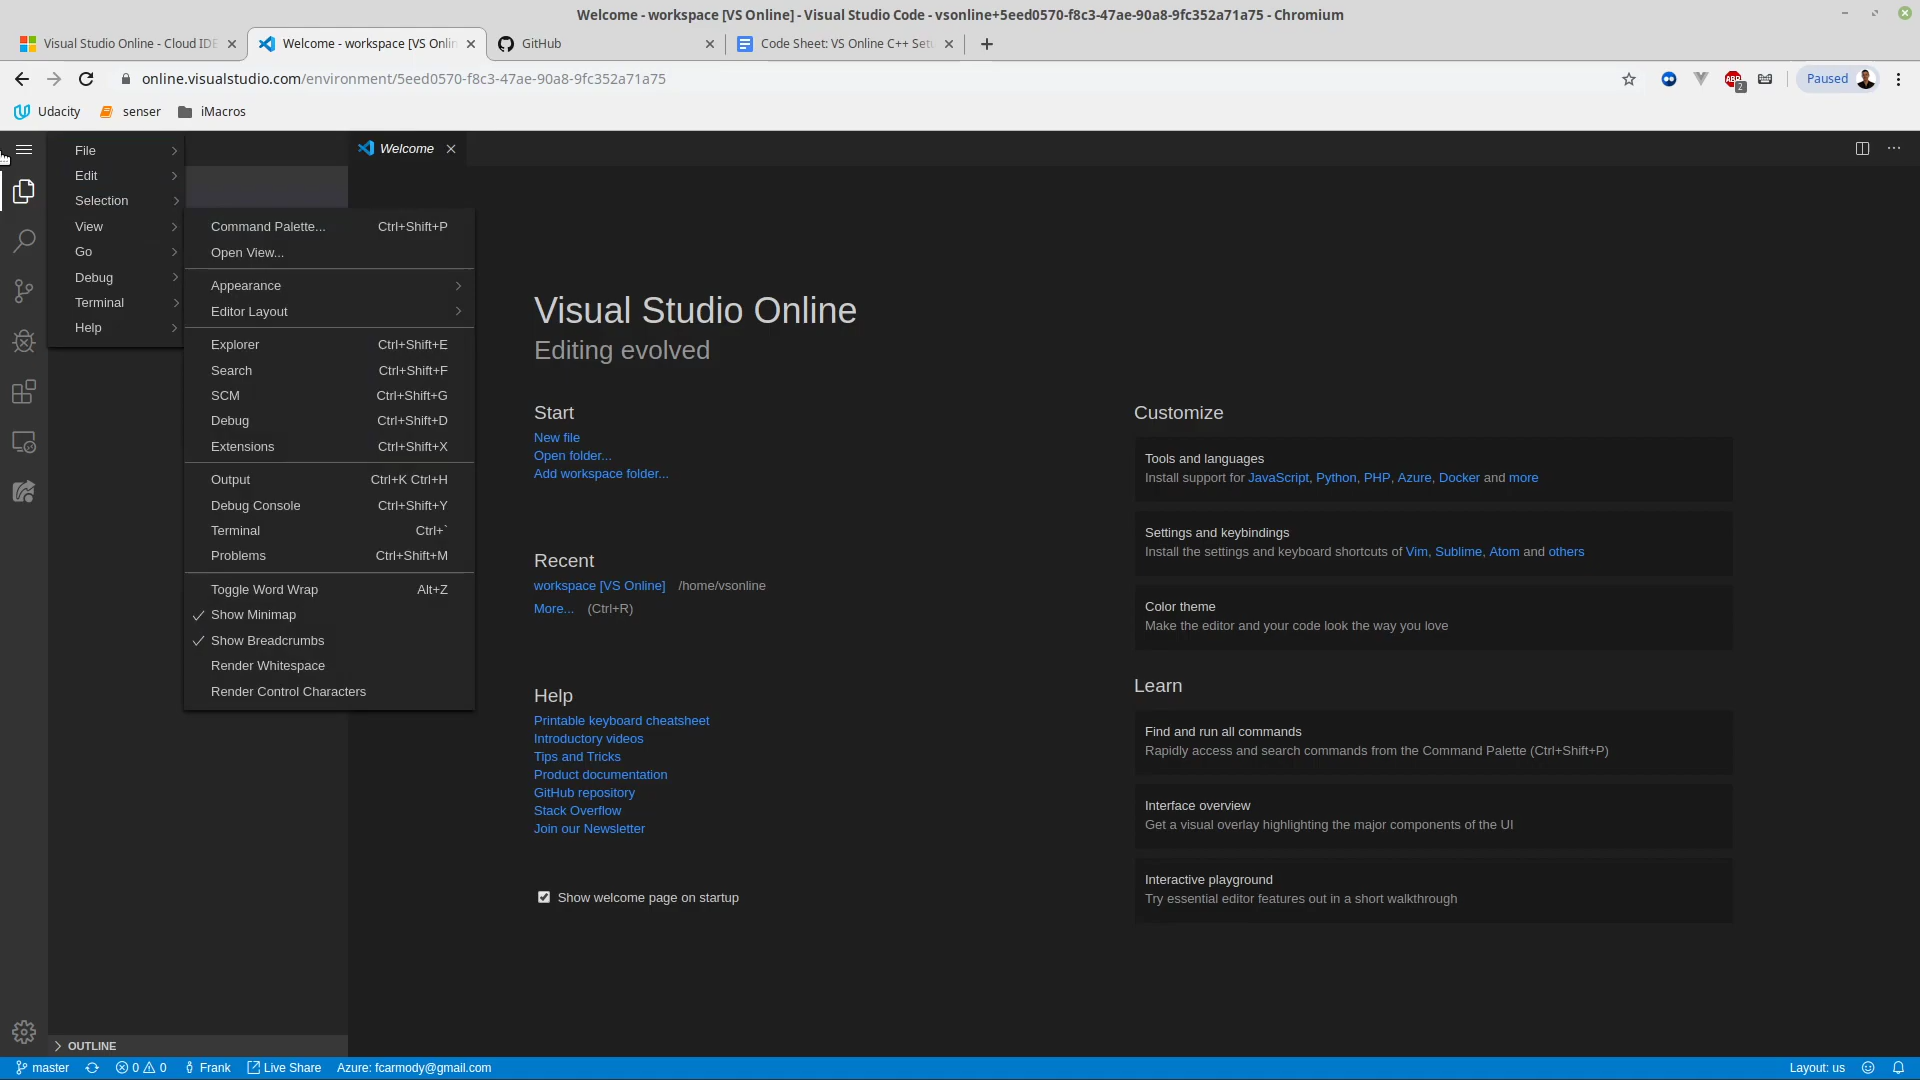 Welcome - workspace [VS Online] - Visual Studio Code - vsonline+5eed0570-f8c3-47ae-90a8-9fc352a71a75 - Chromium
Visual Studio Online - Cloud IDE
Welcome - workspace [VS Onlin
GitHub
Code Sheet: VS Online C++ Setu
online.visualstudio.com/environment/5eed0570-f8c3-47ae-90a8-9fc352a71a75
ABP
2
Paused
Udacity
senser
iMacros
File
Edit
Selection
View
Go
Debug
Terminal
Help
Welcome
Command Palette... Ctrl+Shift+P
Open View...
Appearance
Editor Layout
Explorer Ctrl+Shift+E
Search Ctrl+Shift+F
SCM Ctrl+Shift+G
Debug Ctrl+Shift+D
Extensions Ctrl+Shift+X
Output Ctrl+K Ctrl+H
Debug Console Ctrl+Shift+Y
Terminal Ctrl+`
Problems Ctrl+Shift+M
Toggle Word Wrap Alt+Z
Show Minimap
Show Breadcrumbs
Render Whitespace
Render Control Characters
Visual Studio Online
Editing evolved
Start
New file
Open folder...
Add workspace folder...
Recent
workspace [VS Online] /home/vsonline
More... (Ctrl+R)
Help
Printable keyboard cheatsheet
Introductory videos
Tips and Tricks
Product documentation
GitHub repository
Stack Overflow
Join our Newsletter
Show welcome page on startup
Customize
Tools and languages
Install support for JavaScript, Python, PHP, Azure, Docker and more
Settings and keybindings
Install the settings and keyboard shortcuts of Vim, Sublime, Atom and others
Color theme
Make the editor and your code look the way you love
Learn
Find and run all commands
Rapidly access and search commands from the Command Palette (Ctrl+Shift+P)
Interface overview
Get a visual overlay highlighting the major components of the UI
Interactive playground
Try essential editor features out in a short walkthrough
OUTLINE
master 0 0 Frank Live Share Azure: fcarmody@gmail.com Layout: us